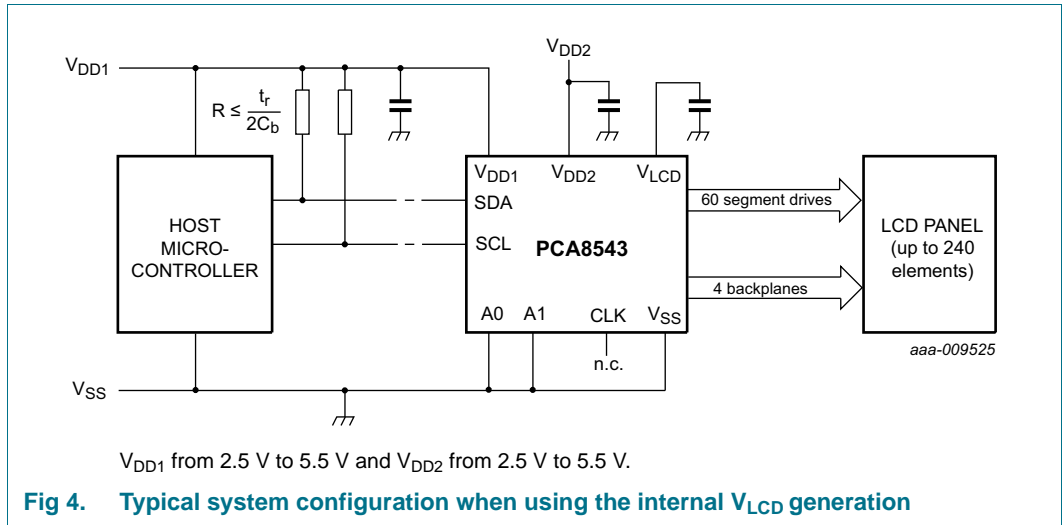 VDD1
VDD2
R ≤ tr
2Cb
VDD1
VDD2
VLCD
SDA
SCL
HOST
MICRO-
CONTROLLER
PCA8543
60 segment drives
4 backplanes
LCD PANEL
(up to 240
elements)
A0
A1
CLK
VSS
n.c.
aaa-009525
VSS
VDD1 from 2.5 V to 5.5 V and VDD2 from 2.5 V to 5.5 V.
Fig 4. Typical system configuration when using the internal VLCD generation